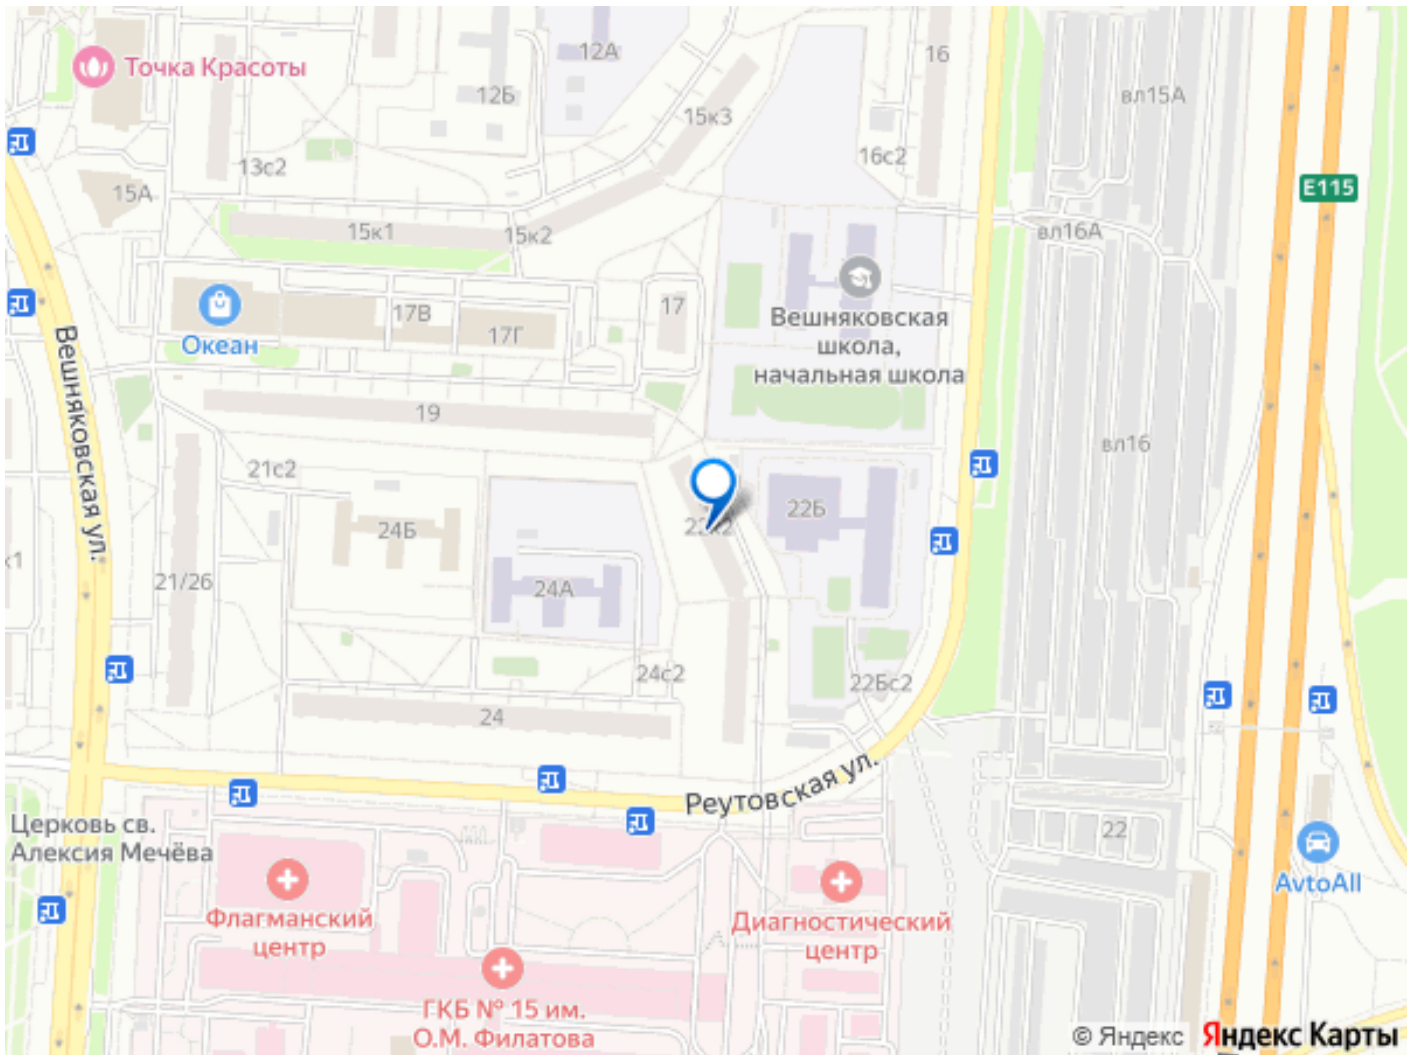 12А
16
Точка Красоты
12Б
вл15А
15к3
13с2
16с2
15А
E115
15к1
15к2
вл16А
17В
17
17Г
Океан
Вешняковская
школа,
начальная школа
Вешняковская ул.
19
вл16
21с2
22Б
24Б
22к2
к1
21/26
24А
24с2
22Бс2
24
Реутовская ул.
Церковь св.
Алексия Мечёва
22
AvtoAll
Флагманский
центр
Диагностический
центр
ГКБ № 15 им.
О.М. Филатова
© Яндекс
Яндекс Карты